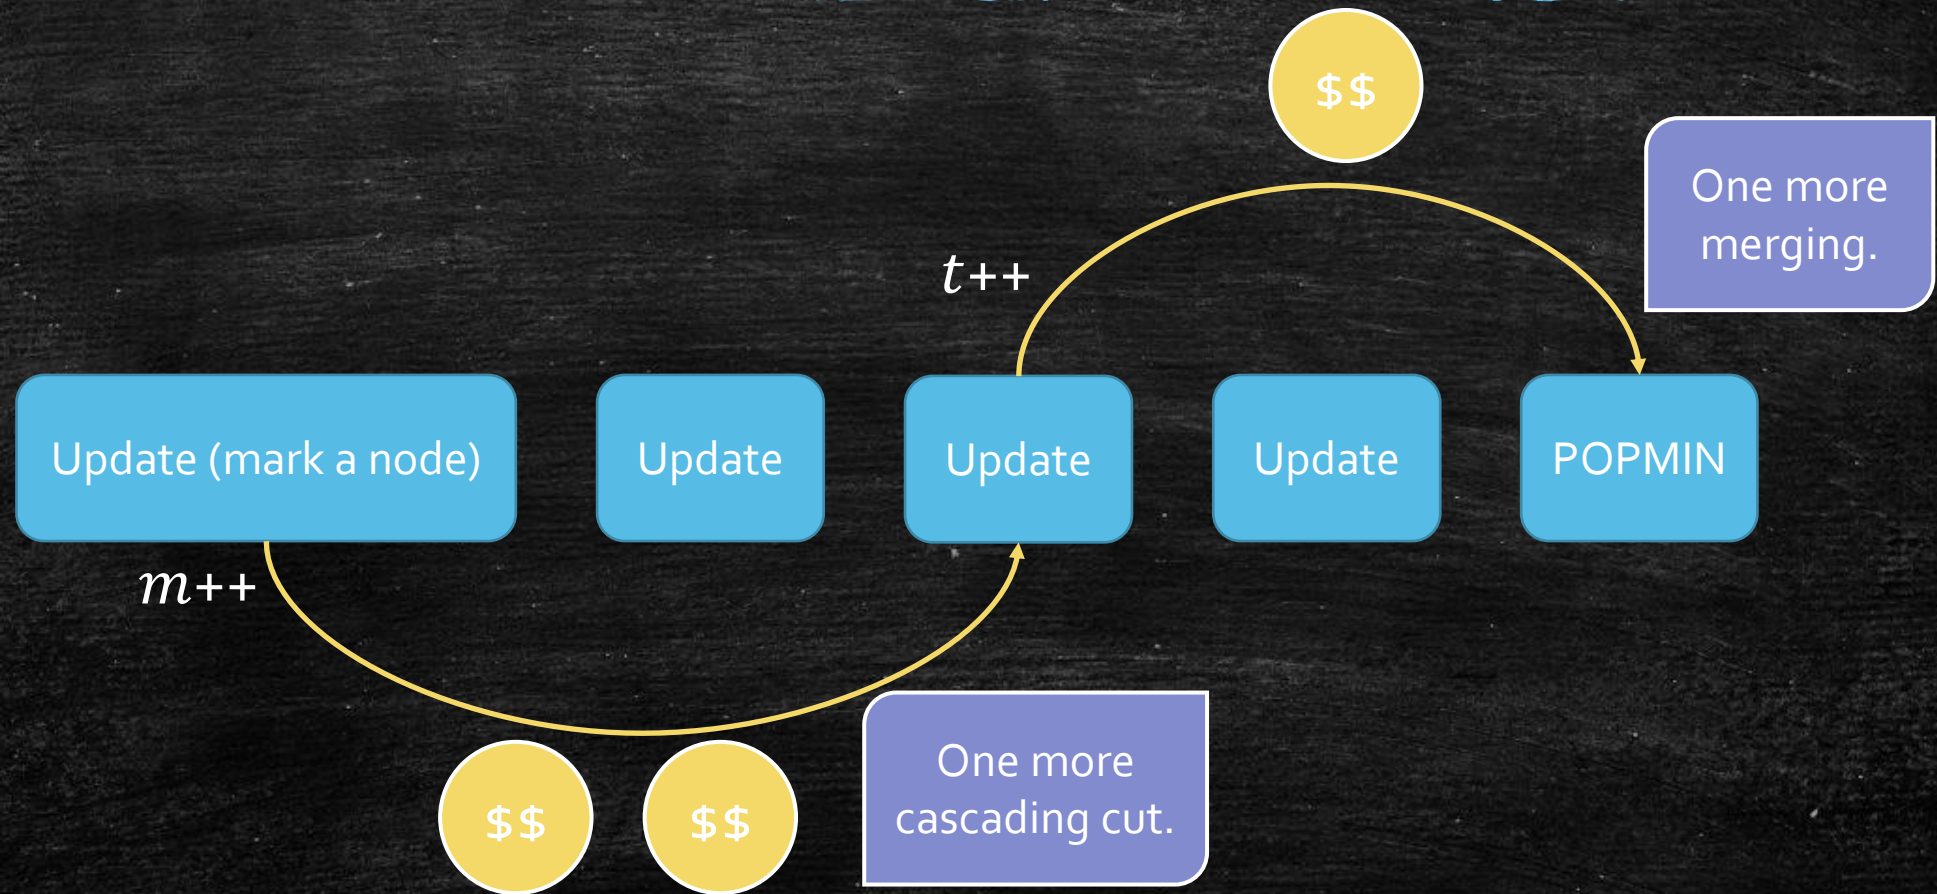 $$
One more
merging.
t++
Update (mark a node)
Update
Update
Update
POPMIN
m++
$$
$$
One more
cascading cut.